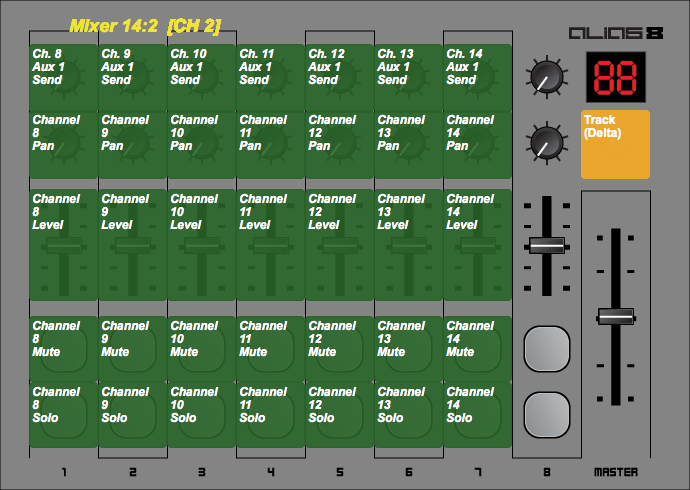 Mixer 14:2 [CH 2]
ALIAS 8
Ch. 8
Aux 1
Send
Ch. 9
Aux 1
Send
Ch. 10
Aux 1
Send
Ch. 11
Aux 1
Send
Ch. 12
Aux 1
Send
Ch. 13
Aux 1
Send
Ch. 14
Aux 1
Send
88
Channel
8
Pan
Channel
9
Pan
Channel
10
Pan
Channel
11
Pan
Channel
12
Pan
Channel
13
Pan
Channel
14
Pan
Track
(Delta)
Channel
8
Level
Channel
9
Level
Channel
10
Level
Channel
11
Level
Channel
12
Level
Channel
13
Level
Channel
14
Level
Channel
8
Mute
Channel
9
Mute
Channel
10
Mute
Channel
11
Mute
Channel
12
Mute
Channel
13
Mute
Channel
14
Mute
Channel
8
Solo
Channel
9
Solo
Channel
10
Solo
Channel
11
Solo
Channel
12
Solo
Channel
13
Solo
Channel
14
Solo
1 2 3 4 5 6 7 8 MASTER